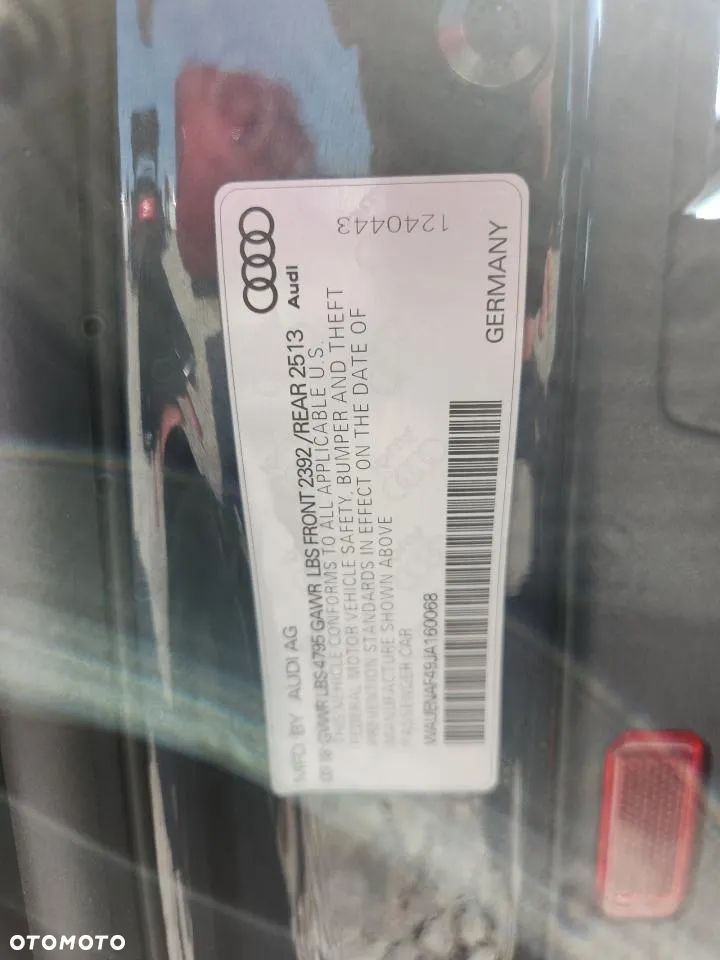 Audi
1240443
MFD BY AUDI AG
GVWR LBS 4795 GAWR LBS FRONT 2392/REAR 2513
THIS VEHICLE CONFORMS TO ALL APPLICABLE U.S.
FEDERAL MOTOR VEHICLE SAFETY, BUMPER AND THEFT
PREVENTION STANDARDS IN EFFECT ON THE DATE OF
MANUFACTURE SHOWN ABOVE
PASSENGER CAR
WAUENAF49JA160068
GERMANY
OTOMOTO